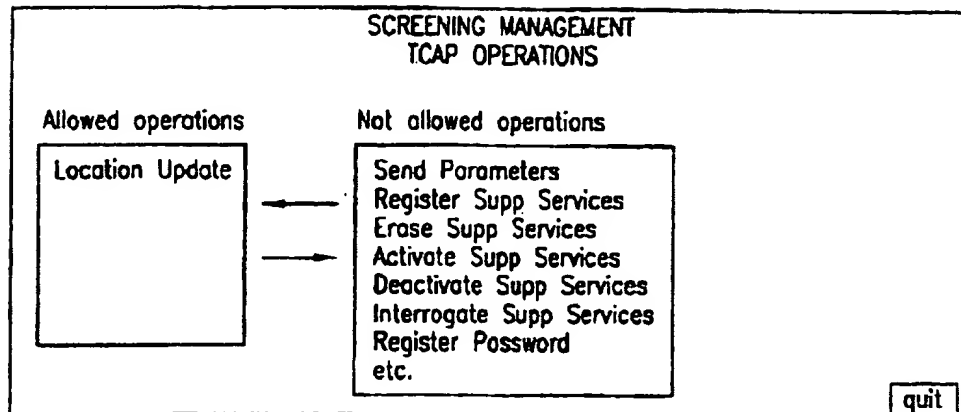 SCREENING MANAGEMENT
TCAP OPERATIONS
Allowed operations
Not allowed operations
Location Update
Send Parameters
Register Supp Services
Erase Supp Services
Activate Supp Services
Deactivate Supp Services
Interrogate Supp Services
Register Password
etc.
quit